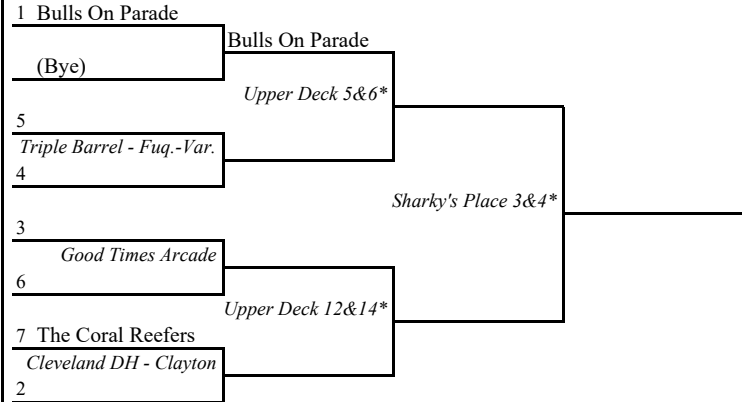 1 Bulls On Parade
Bulls On Parade
(Bye)
Upper Deck 5&6*
5
Triple Barrel - Fuq.-Var.
4
Sharky's Place 3&4*
3
Good Times Arcade
6
Upper Deck 12&14*
7 The Coral Reefers
Cleveland DH - Clayton
2